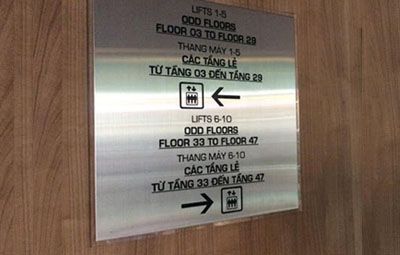 LIFTS 1-5
ODD FLOORS
FLOOR 03 TO FLOOR 29
THANG MÁY 1-5
CÁC TẦNG LẺ
TỪ TẦNG 03 ĐẾN TẦNG 29
LIFTS 6-10
ODD FLOORS
FLOOR 33 TO FLOOR 47
THANG MÁY 6-10
CÁC TẦNG LẺ
TỪ TẦNG 33 ĐẾN TẦNG 47